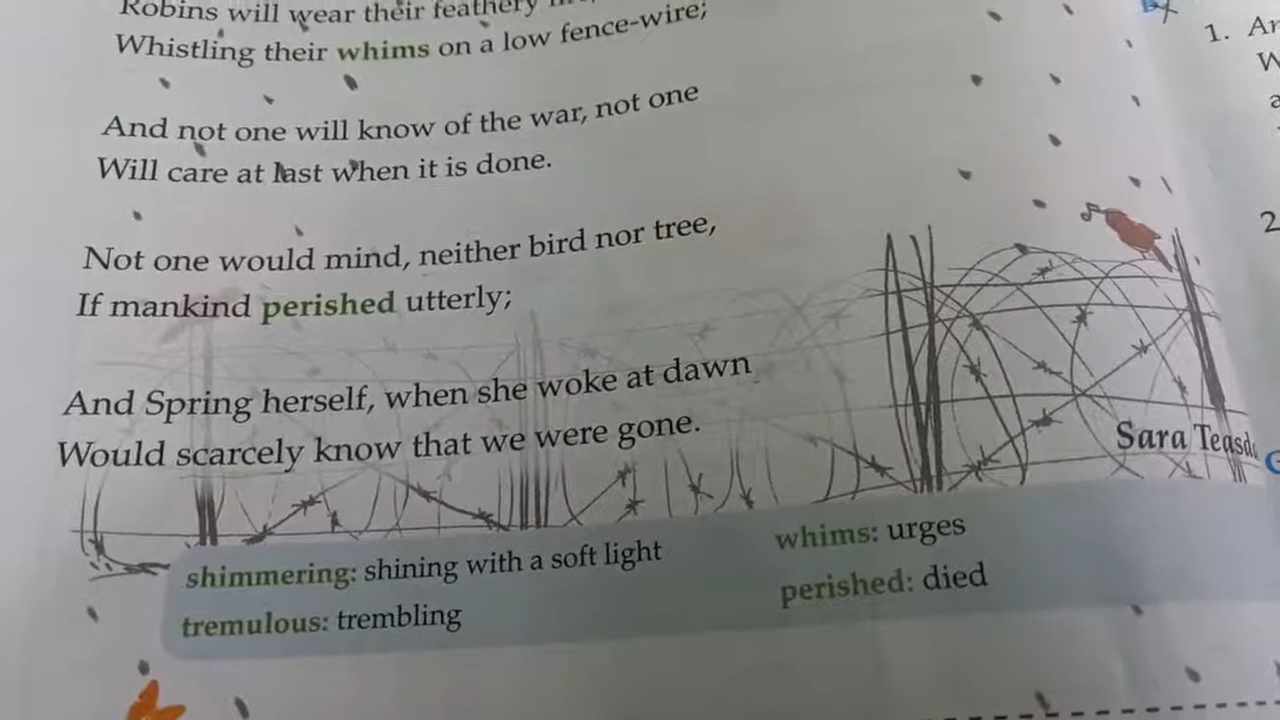 Robins will wear their feathery
Whistling their whims on a low fence-wire;
And not one will know of the war, not one
Will care at last when it is done.
Not one would mind, neither bird nor tree,
If mankind perished utterly;
And Spring herself, when she woke at dawn
Would scarcely know that we were gone.
Sara
shimmering: shining with a soft light
tremulous: trembling
whims: urges
perished: died
1.
2